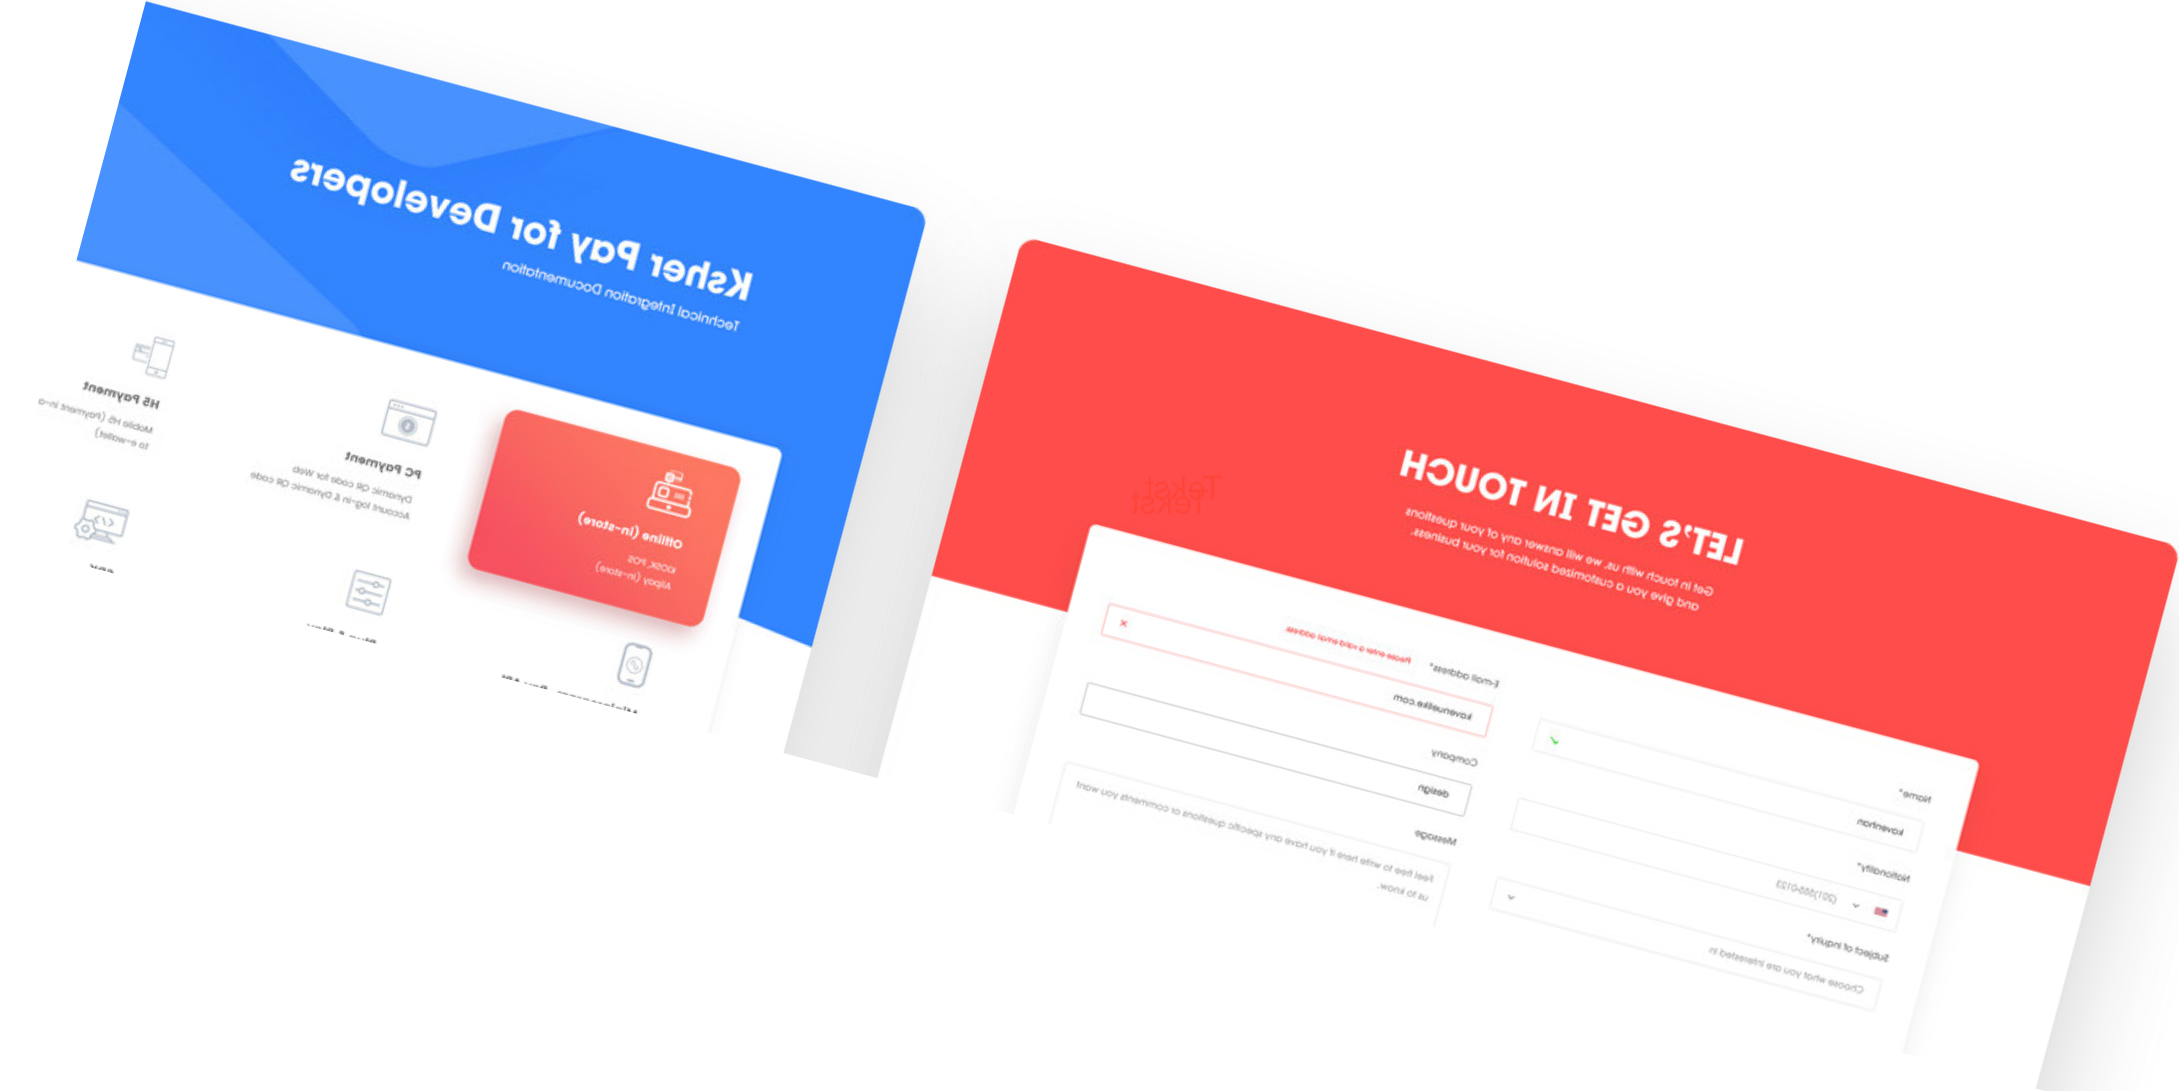 Ksher Pay for Developers
Technical Integration Documentation
Offline (in-store)
KIOSK, POS
Alipay (in-store)
PC Payment
Dynamic QR code for Web
Account log-in & Dynamic QR code
H5 Payment
Mobile H5 (Payment in-a
to e-wallet)
Tekst
Tekst
LET'S GET IN TOUCH
Get in touch with us, we will answer any of your questions
and give you a customized solution for your business.
Name*
kavenhan
Nationality*
(201)555-0123
Subject of inquiry*
Choose what you are interested in
E-mail address*
Please enter a valid email address
kavenuelike.com
Company
design
Message
Feel free to write here if you have any specific questions or comments you want
us to know.